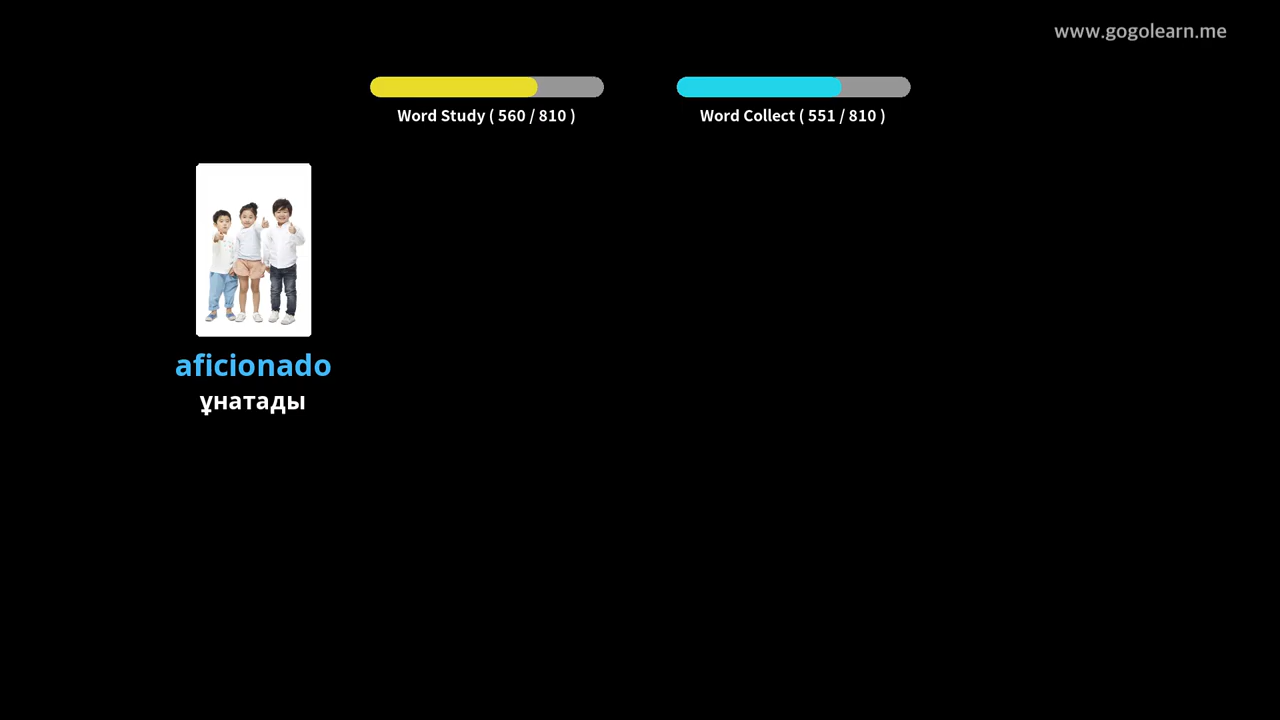 www.gogolearn.me
Word Study ( 560 / 810 )
Word Collect ( 551 / 810 )
aficionado
ұнатады